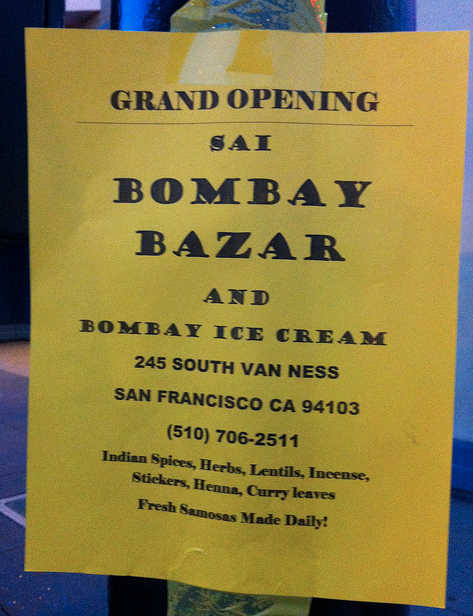 GRAND OPENING
SAI
BOMBAY
BAZAR
AND
BOMBAY ICE CREAM
245 SOUTH VAN NESS
SAN FRANCISCO CA 94103
(510) 706-2511
Indian Spices, Herbs, Lentils, Incense,
Stickers, Henna, Curry leaves
Fresh Samosas Made Daily!